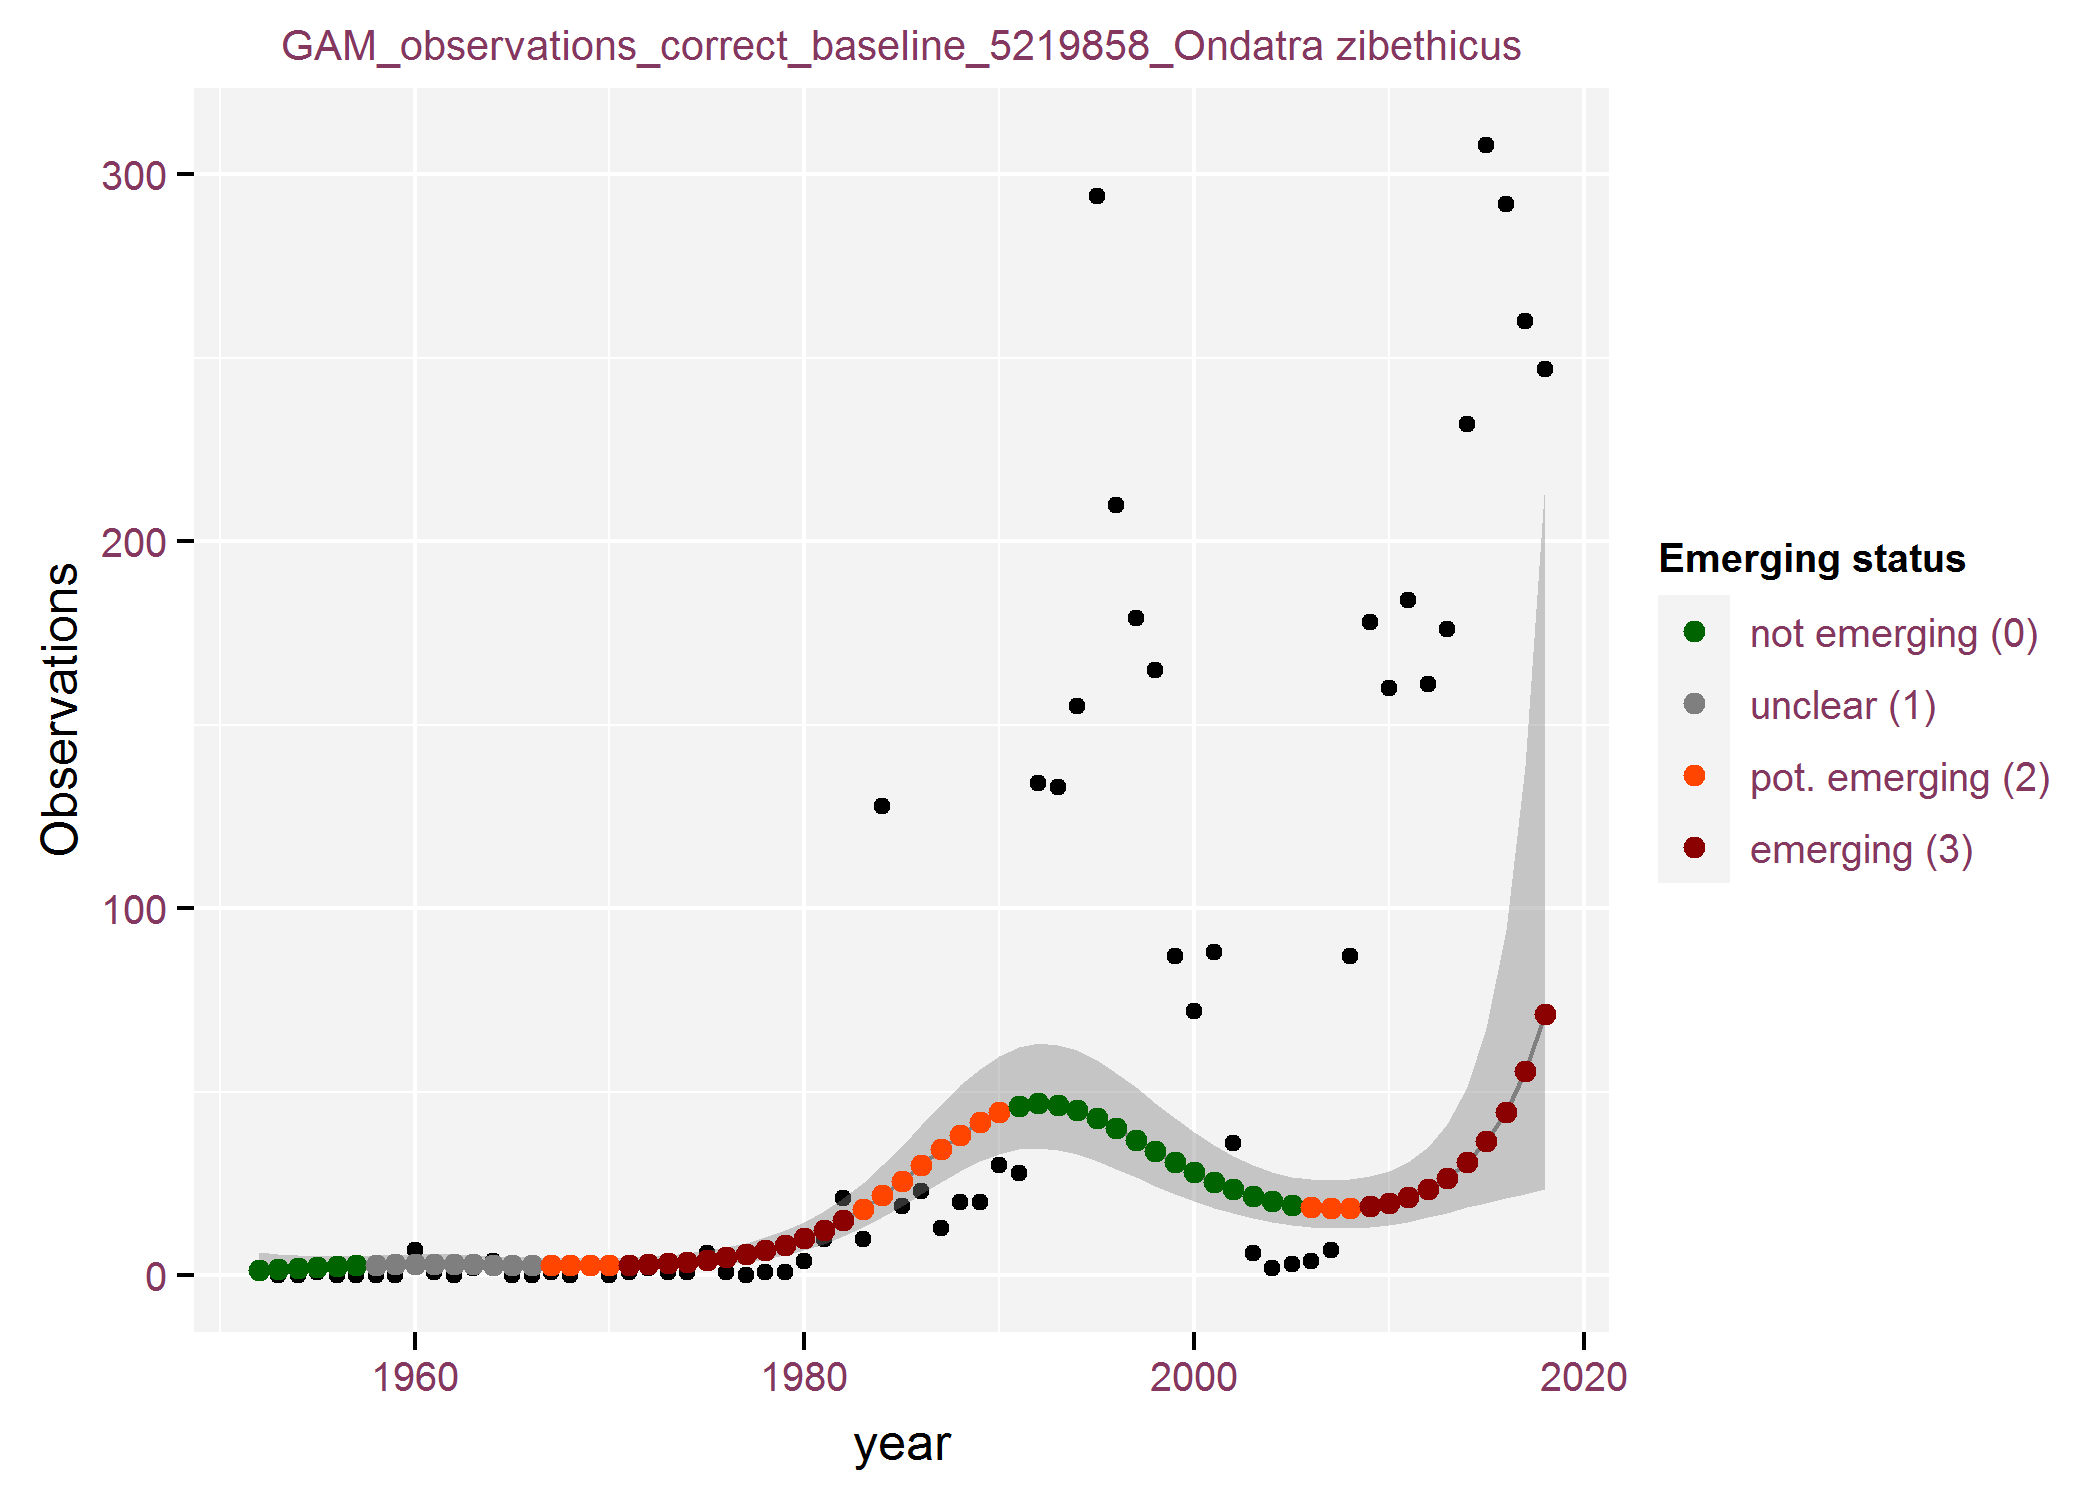 GAM_observations_correct_baseline_5219858_Ondatra zibethicus
300
200
100
0
Observations
1960
1980
2000
2020
year
Emerging status
not emerging (0)
unclear (1)
pot. emerging (2)
emerging (3)